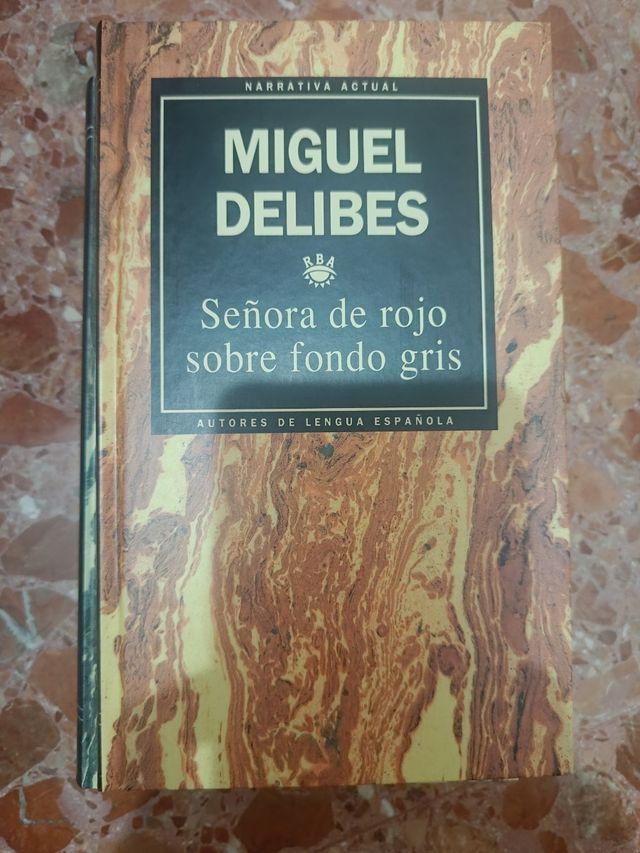 NARRATIVA ACTUAL
MIGUEL
DELIBES
RBA
Señora de rojo
sobre fondo gris
AUTORES DE LENGUA ESPAÑOLA